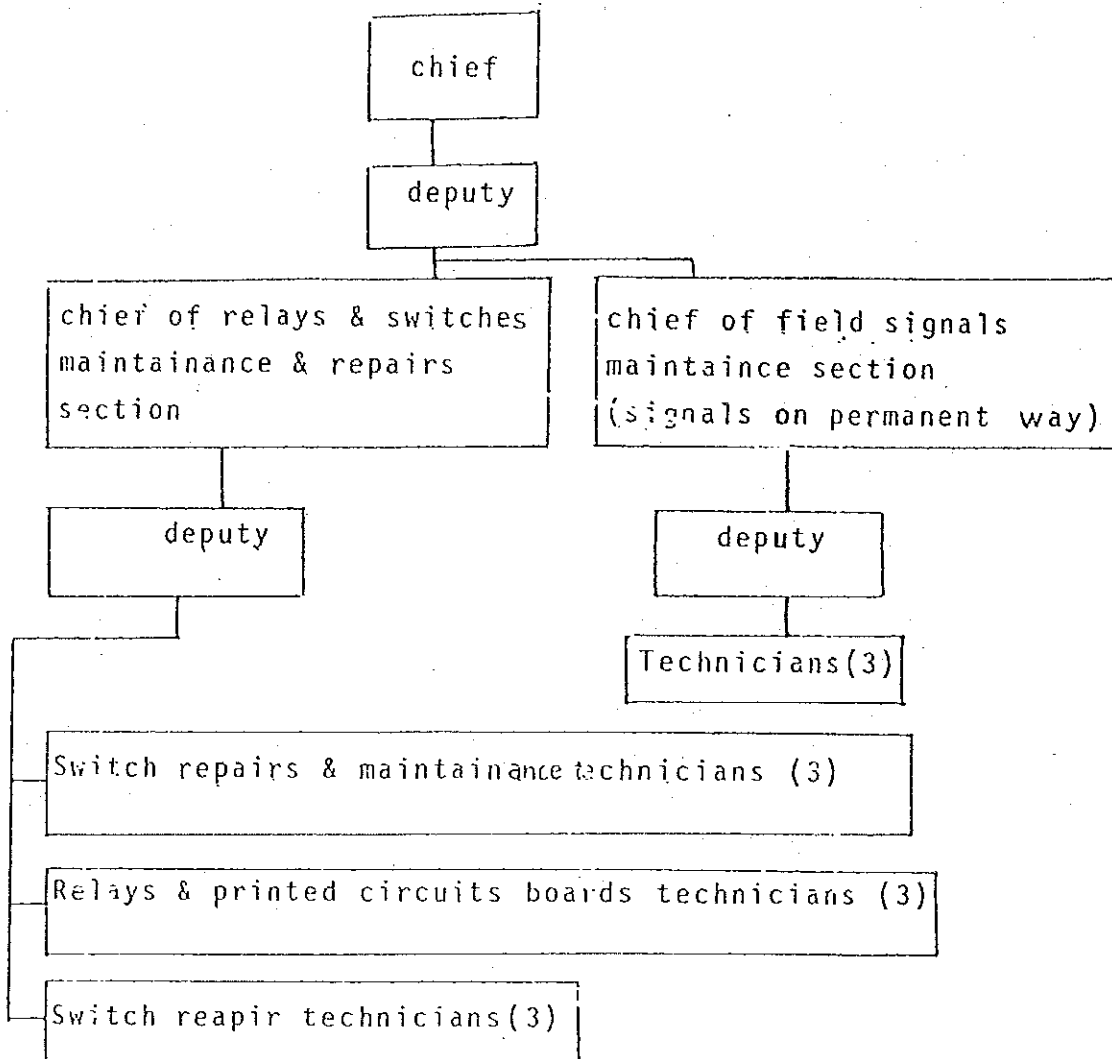 chief
deputy
chief of relays & switches
maintainance & repairs
section
chief of field signals
maintaince section
(signals on permanent way)
deputy
deputy
Technicians(3)
Switch repairs & maintainance technicians (3)
Relays & printed circuits boards technicians (3)
Switch reapir technicians(3)